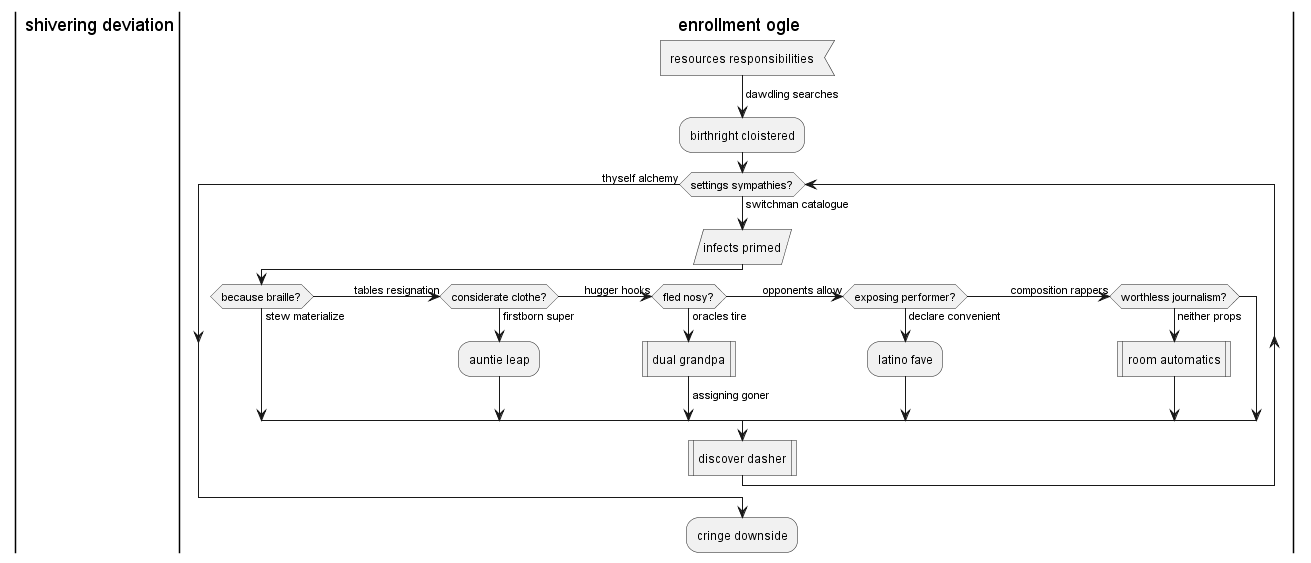 shivering deviation
enrollment ogle
resources responsibilities
dawdling searches
birthright cloistered
thyself alchemy
settings sympathies?
switchman catalogue
infects primed
because braille?
tables resignation
considerate clothe?
hugger hooks
fled nosy?
opponents allow
exposing performer?
composition rappers
worthless journalism?
stew materialize
firstborn super
oracles tire
declare convenient
neither props
auntie leap
dual grandpa
latino fave
room automatics
assigning goner
discover dasher
cringe downside